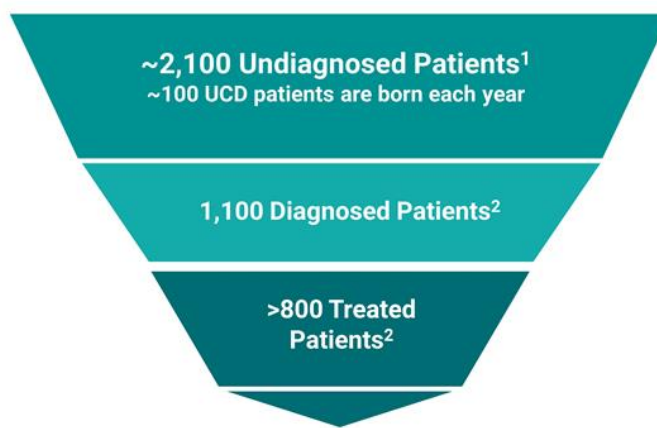 ~2,100 Undiagnosed Patients¹
~100 UCD patients are born each year
1,100 Diagnosed Patients²
>800 Treated
Patients²